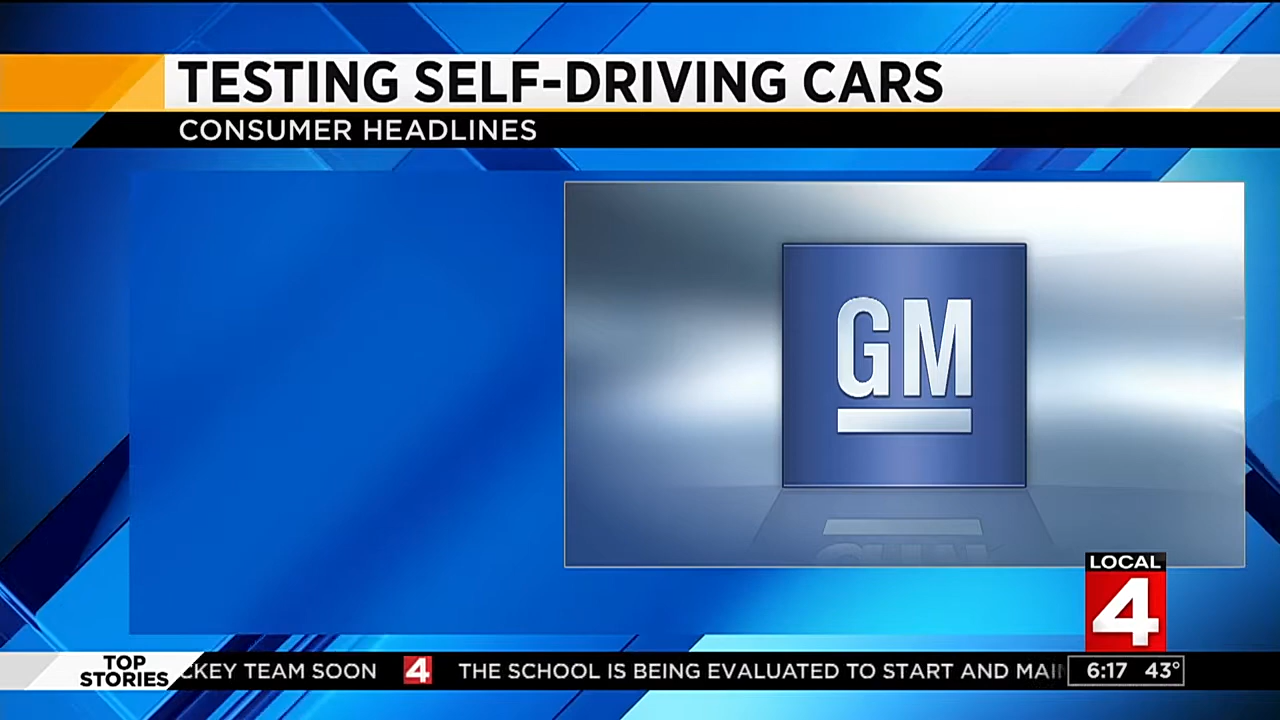 TESTING SELF-DRIVING CARS
CONSUMER HEADLINES
GM
LOCAL
4
TOP STORIES
CKEY TEAM SOON 4 THE SCHOOL IS BEING EVALUATED TO START AND MAI
6:17 43°